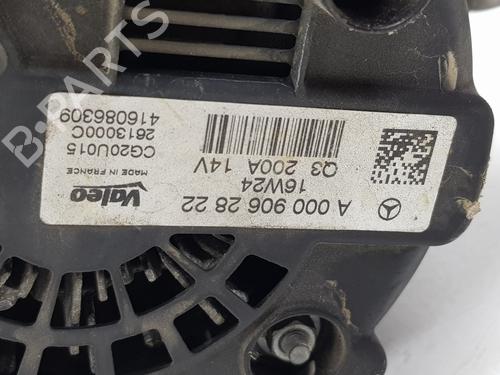 A 000 906 28 22
16W24
Q3 200A 14V
Valeo
MADE IN FRANCE
CG20U015
2613000C
416086309
B-PARTS